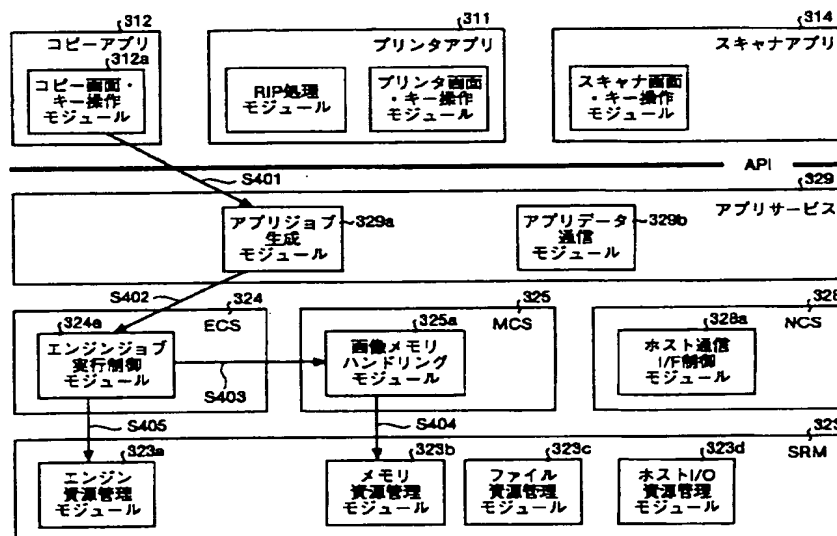 312
コピーアプリ
312a
コピー画面・
キー操作
モジュール
311
プリンタアプリ
RIP処理
モジュール
プリンタ画面
・キー操作
モジュール
314
スキャナアプリ
スキャナ画面
・キー操作
モジュール
API
S401
329
アプリサービス
アプリジョブ
生成
モジュール
329a
アプリデータ
通信
モジュール
329b
S402
324
ECS
324a
エンジンジョブ
実行制御
モジュール
S403
325
MCS
325a
画像メモリ
ハンドリング
モジュール
328
NCS
328a
ホスト通信
I/F制御
モジュール
S405
S404
323
SRM
323a
エンジン
資源管理
モジュール
323b
メモリ
資源管理
モジュール
323c
ファイル
資源管理
モジュール
323d
ホストI/O
資源管理
モジュール